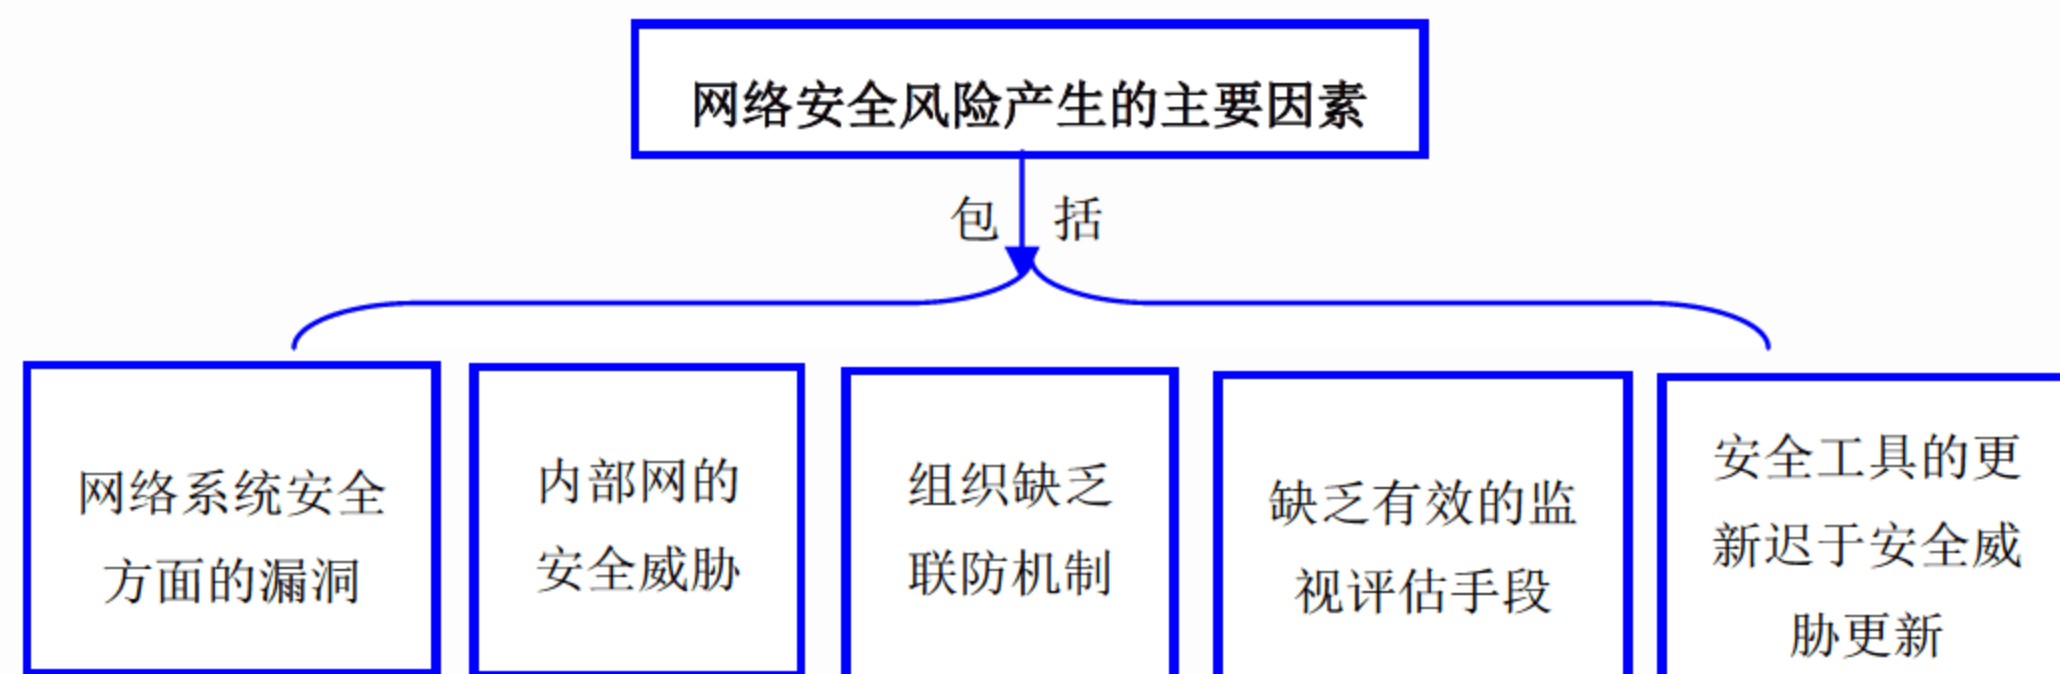 网络安全风险产生的主要因素
包 括
网络系统安全
方面的漏洞
内部网的
安全威胁
组织缺乏
联防机制
缺乏有效的监
视评估手段
安全工具的更
新迟于安全威
胁更新